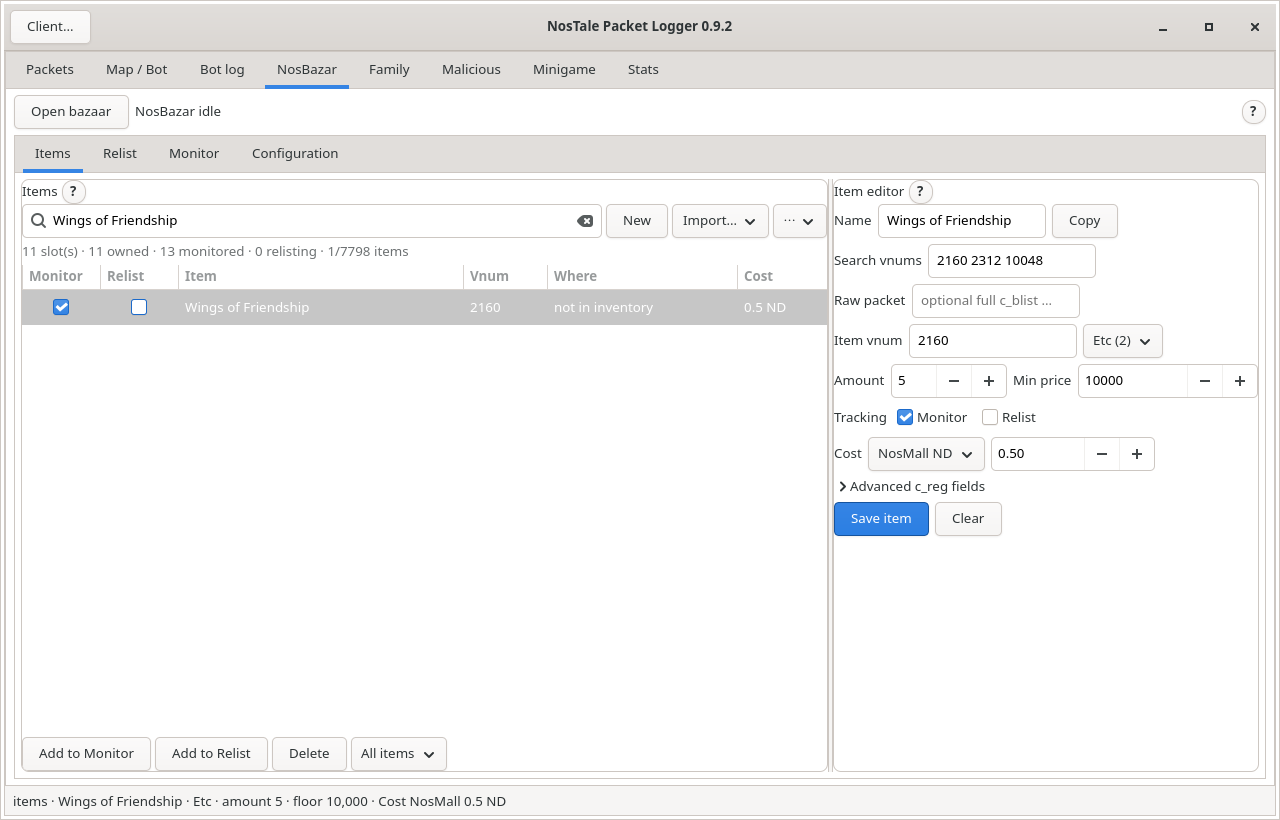 Client...
NosTale Packet Logger 0.9.2
Packets Map / Bot Bot log NosBazar Family Malicious Minigame Stats
Open bazaar NosBazar idle ?
Items Relist Monitor Configuration
Items ?
Wings of Friendship New Import... ...
11 slot(s) · 11 owned · 13 monitored · 0 relisting · 1/7798 items
Monitor Relist Item Vnum Where Cost
Wings of Friendship 2160 not in inventory 0.5 ND
Add to Monitor Add to Relist Delete All items
Item editor ?
Name Wings of Friendship Copy
Search vnums 2160 2312 10048
Raw packet optional full c_blist ...
Item vnum 2160 Etc (2)
Amount 5 − + Min price 10000 − +
Tracking Monitor Relist
Cost NosMall ND 0.50 − +
Advanced c_reg fields
Save item Clear
items · Wings of Friendship · Etc · amount 5 · floor 10,000 · Cost NosMall 0.5 ND